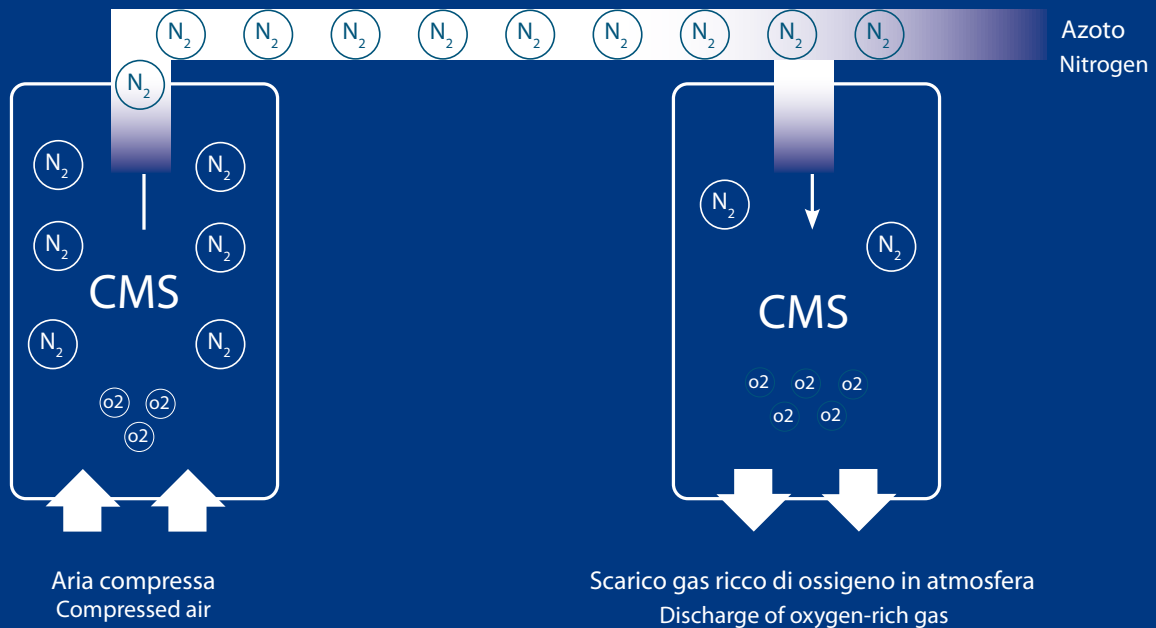 N2 N2 N2 N2 N2 N2 N2 N2 N2
Azoto
Nitrogen
N2
N2 N2
N2 N2
CMS
N2 N2
o2 o2
o2
Aria compressa
Compressed air
N2
N2
CMS
o2 o2 o2
o2 o2
Scarico gas ricco di ossigeno in atmosfera
Discharge of oxygen-rich gas